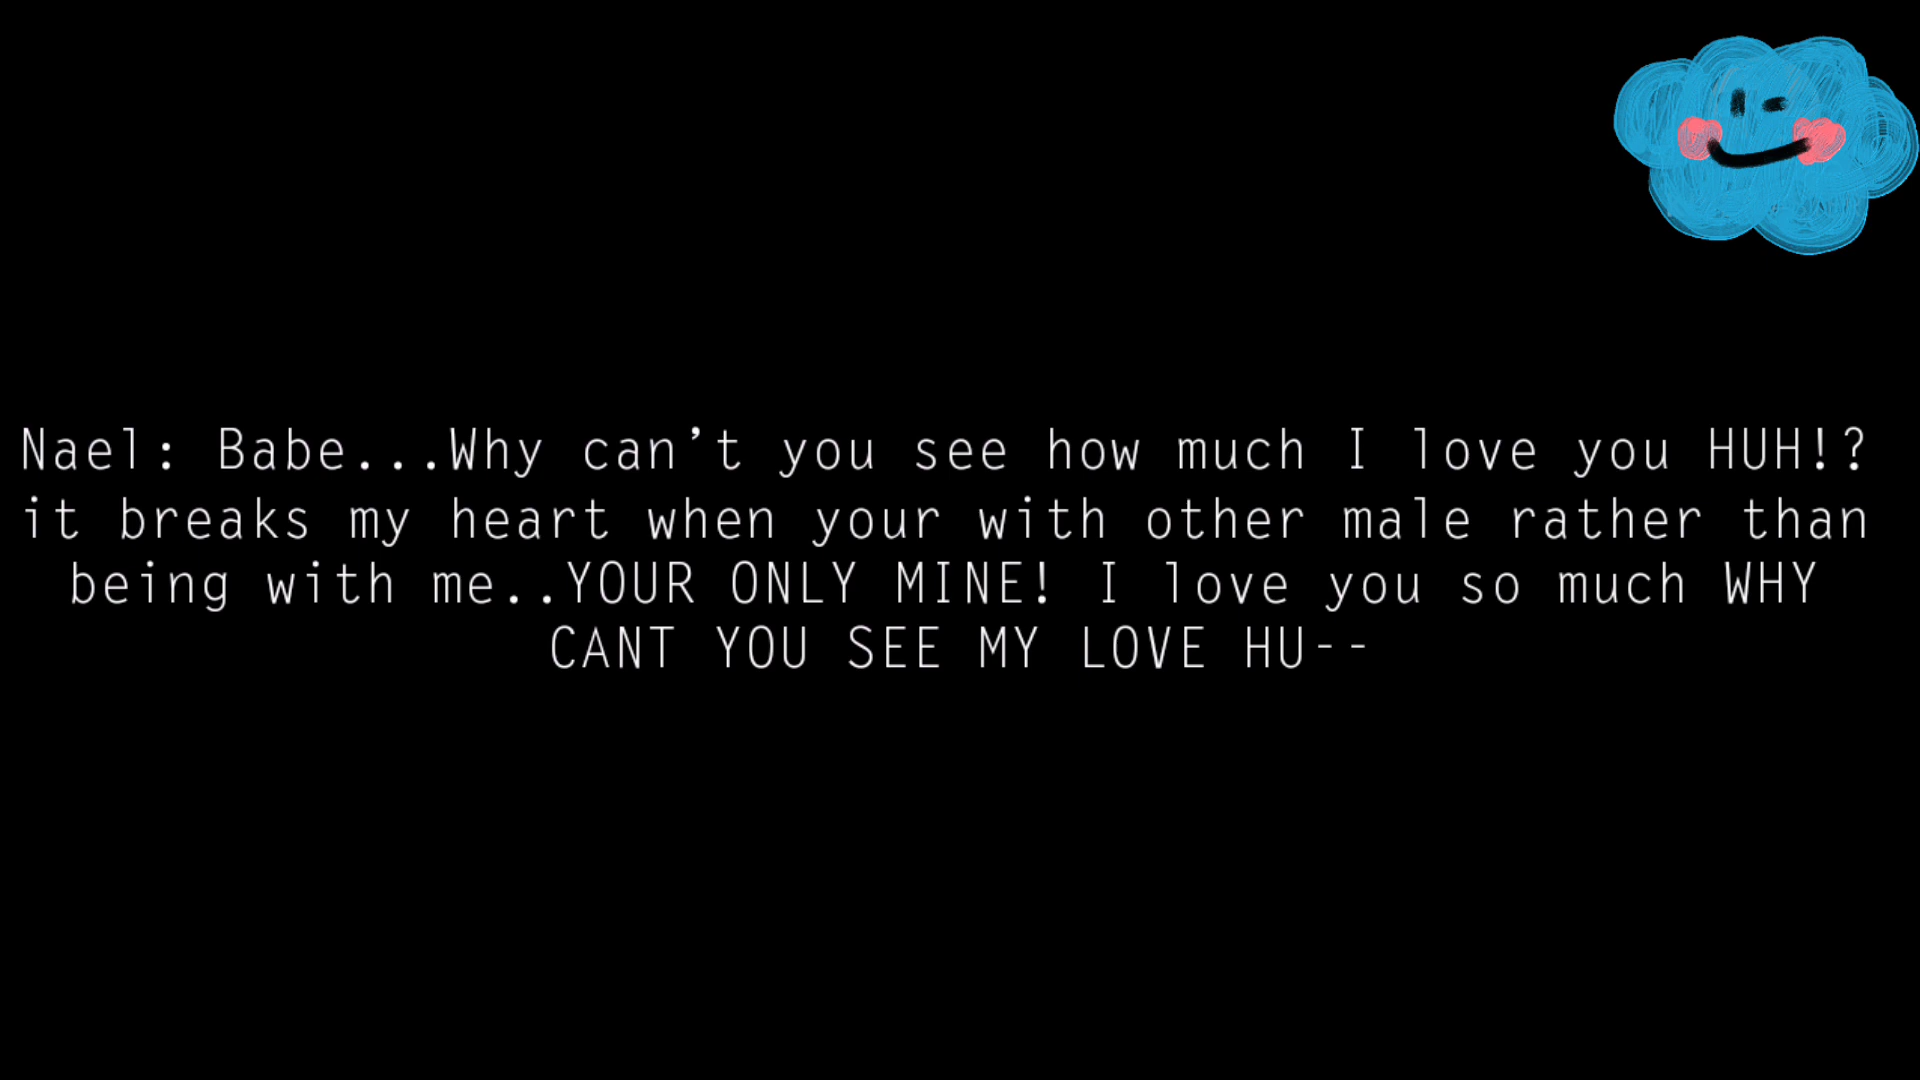 Nael: Babe...Why can’t you see how much I love you HUH!?
it breaks my heart when your with other male rather than
being with me..YOUR ONLY MINE! I love you so much WHY
CANT YOU SEE MY LOVE HU--